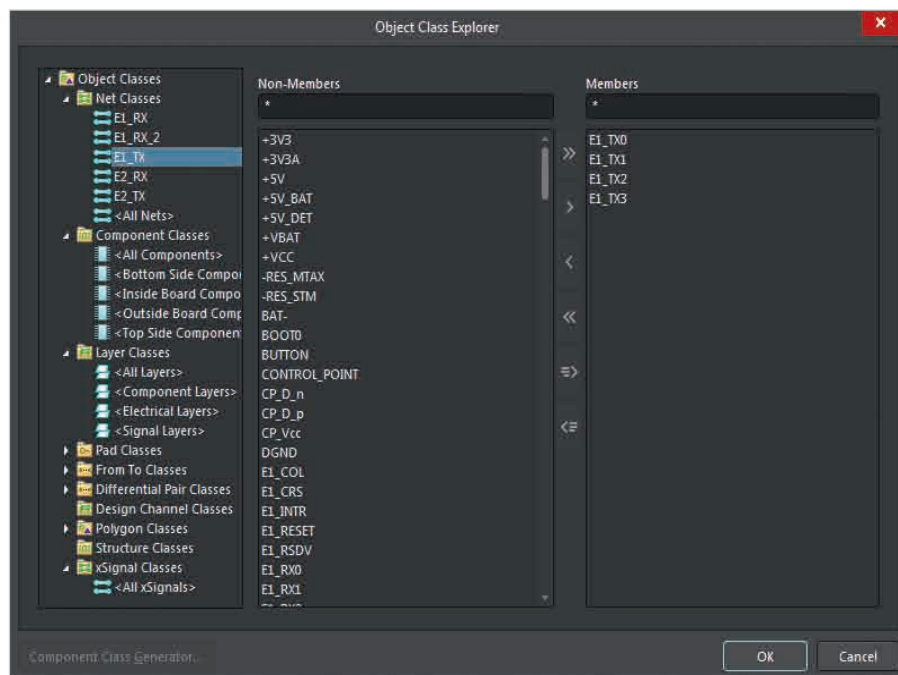 Object Class Explorer
Object Classes
Net Classes
E1_RX
E1_RX_2
E1_TX
E2_RX
E2_TX
<All Nets>
Component Classes
<All Components>
<Bottom Side Compo
<Inside Board Compo
<Outside Board Comp
<Top Side Componen
Layer Classes
<All Layers>
<Component Layers>
<Electrical Layers>
<Signal Layers>
Pad Classes
From To Classes
Differential Pair Classes
Design Channel Classes
Polygon Classes
Structure Classes
xSignal Classes
<All xSignals>
Non-Members
*
+3V3
+3V3A
+5V
+5V_BAT
+5V_DET
+VBAT
+VCC
-RES_MTAX
-RES_STM
BAT-
BOOT0
BUTTON
CONTROL_POINT
CP_D_n
CP_D_p
CP_Vcc
DGND
E1_COL
E1_CRS
E1_INTR
E1_RESET
E1_RSDV
E1_RX0
E1_RX1
Members
*
E1_TX0
E1_TX1
E1_TX2
E1_TX3
Component Class Generator...
OK
Cancel